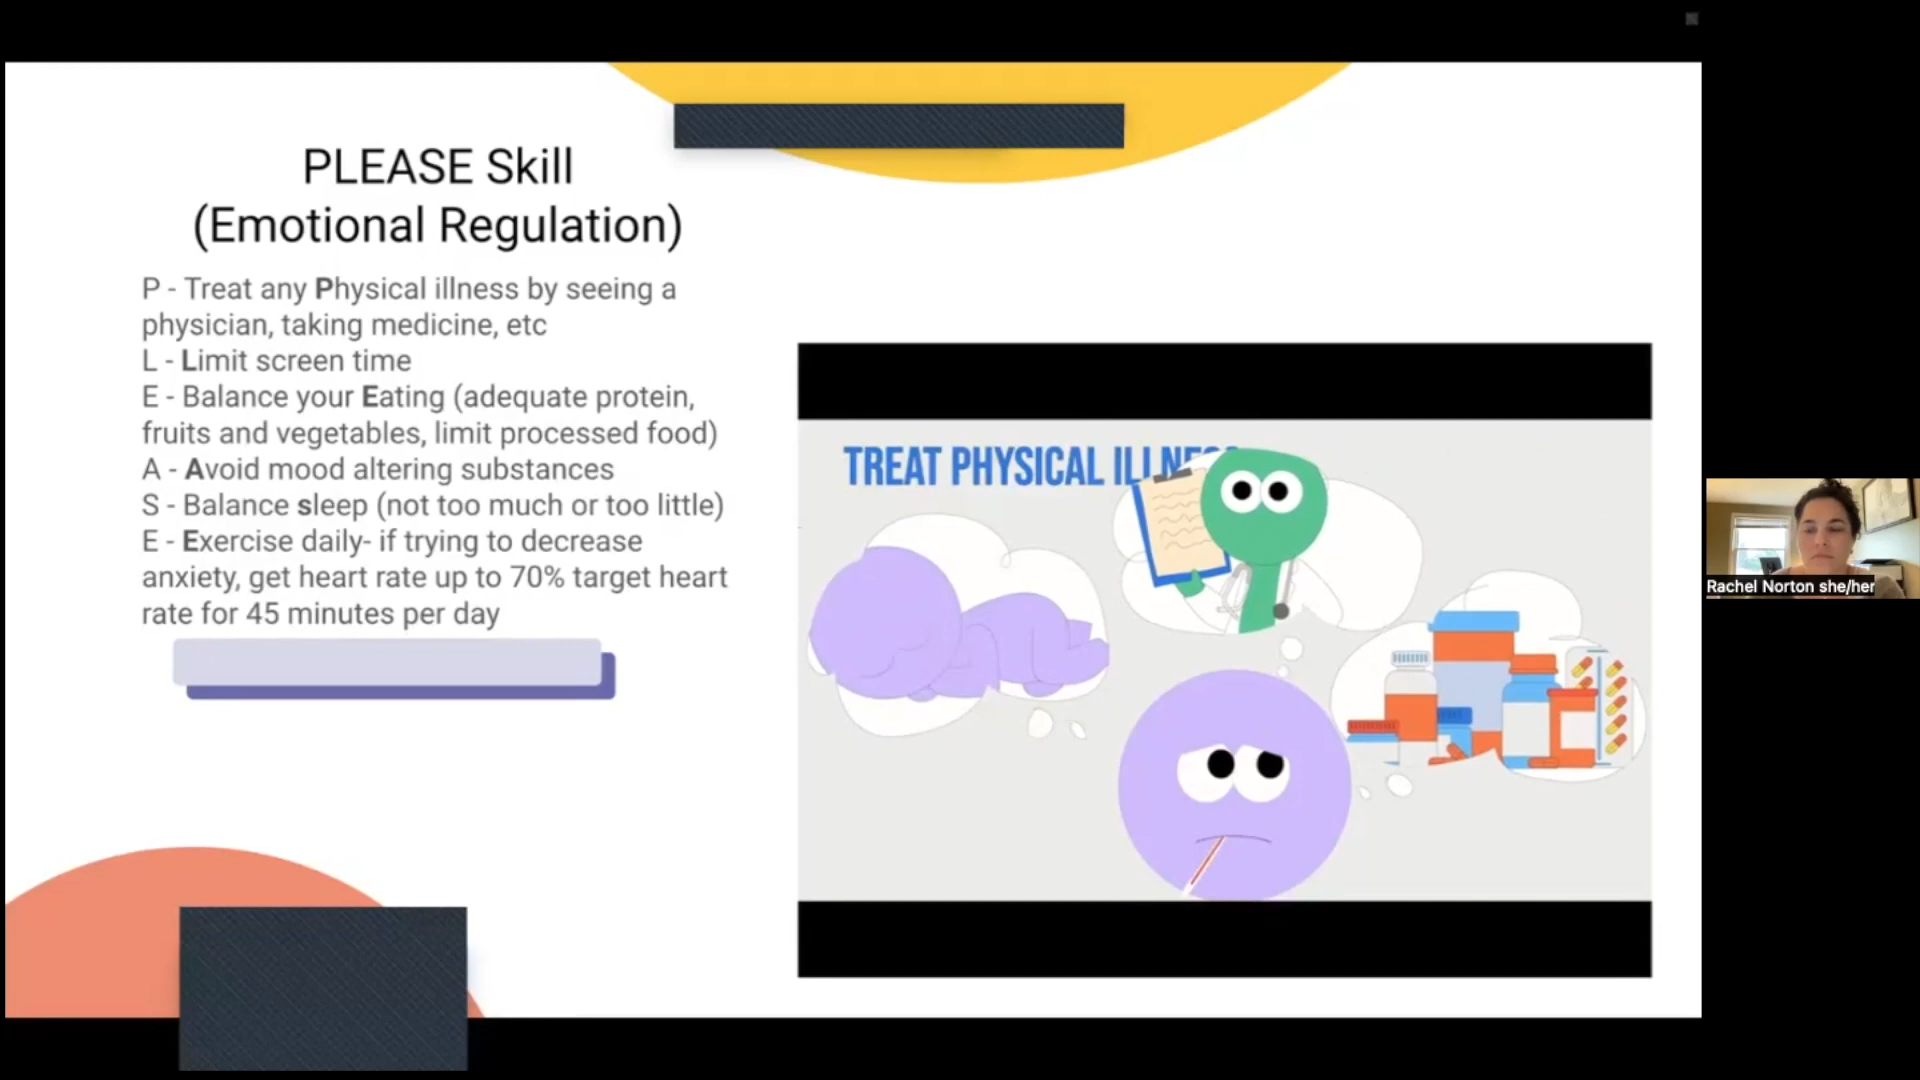 PLEASE Skill
(Emotional Regulation)
P - Treat any Physical illness by seeing a
physician, taking medicine, etc
L - Limit screen time
E - Balance your Eating (adequate protein,
fruits and vegetables, limit processed food)
A - Avoid mood altering substances
S - Balance sleep (not too much or too little)
E - Exercise daily- if trying to decrease
anxiety, get heart rate up to 70% target heart
rate for 45 minutes per day
TREAT PHYSICAL ILLNESS
Rachel Norton she/her